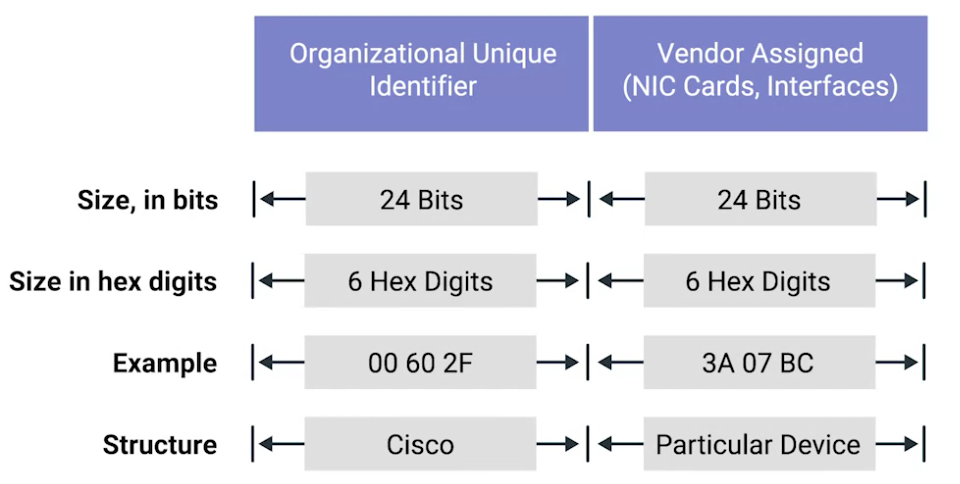 Organizational Unique
Identifier
Vendor Assigned
(NIC Cards, Interfaces)
Size, in bits
24 Bits
24 Bits
Size in hex digits
6 Hex Digits
6 Hex Digits
Example
00 60 2F
3A 07 BC
Structure
Cisco
Particular Device